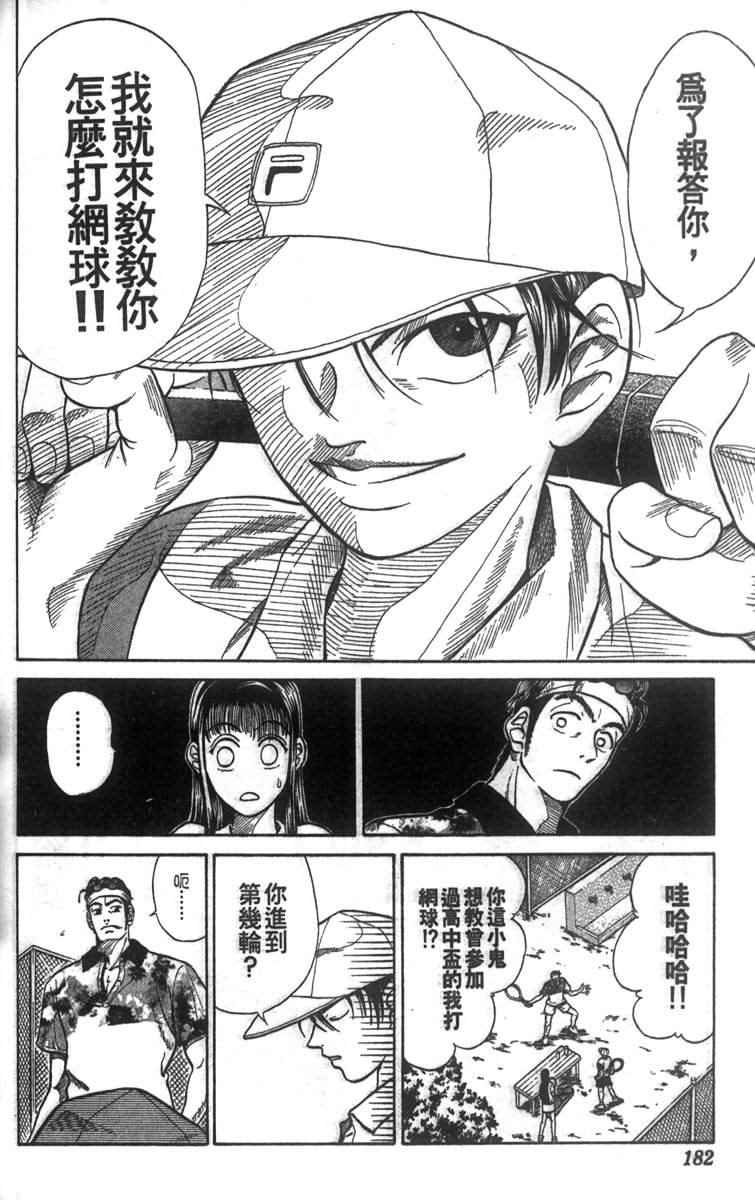 爲了報答你，
我就來教教你
怎麼打網球!!
……
哇哈哈哈!!
你這小鬼
想教曾參加
過高中盃的我打
網球!?
你進到
第幾輪？
呃……
182